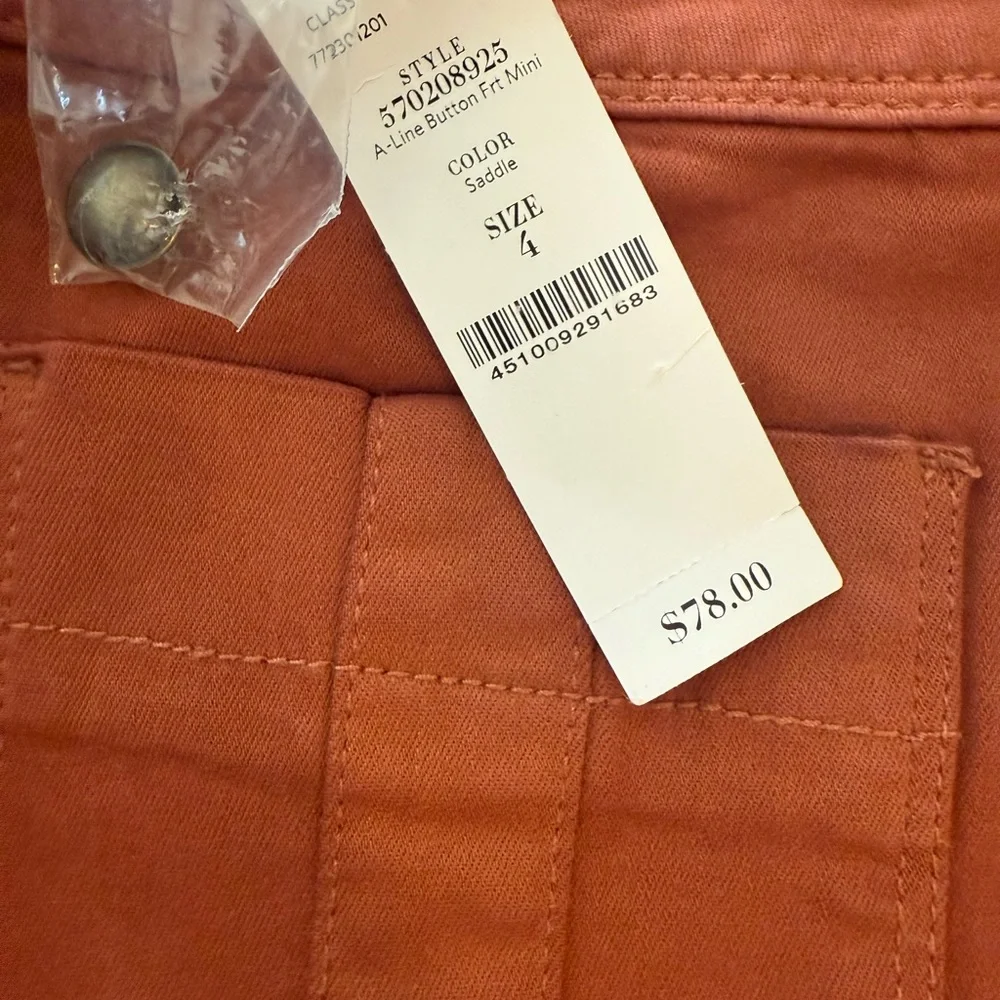 CLASS
STYLE
570208925
A-Line Button Frt Mini
COLOR
Saddle
SIZE
4
451009291683
$78.00